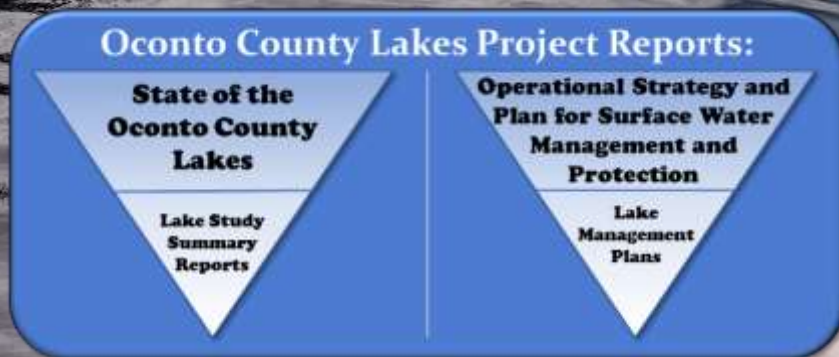 Oconto County Lakes Project Reports:
State of the
Oconto County
Lakes
Lake Study
Summary
Reports
Operational Strategy and
Plan for Surface Water
Management and
Protection
Lake
Management
Plans